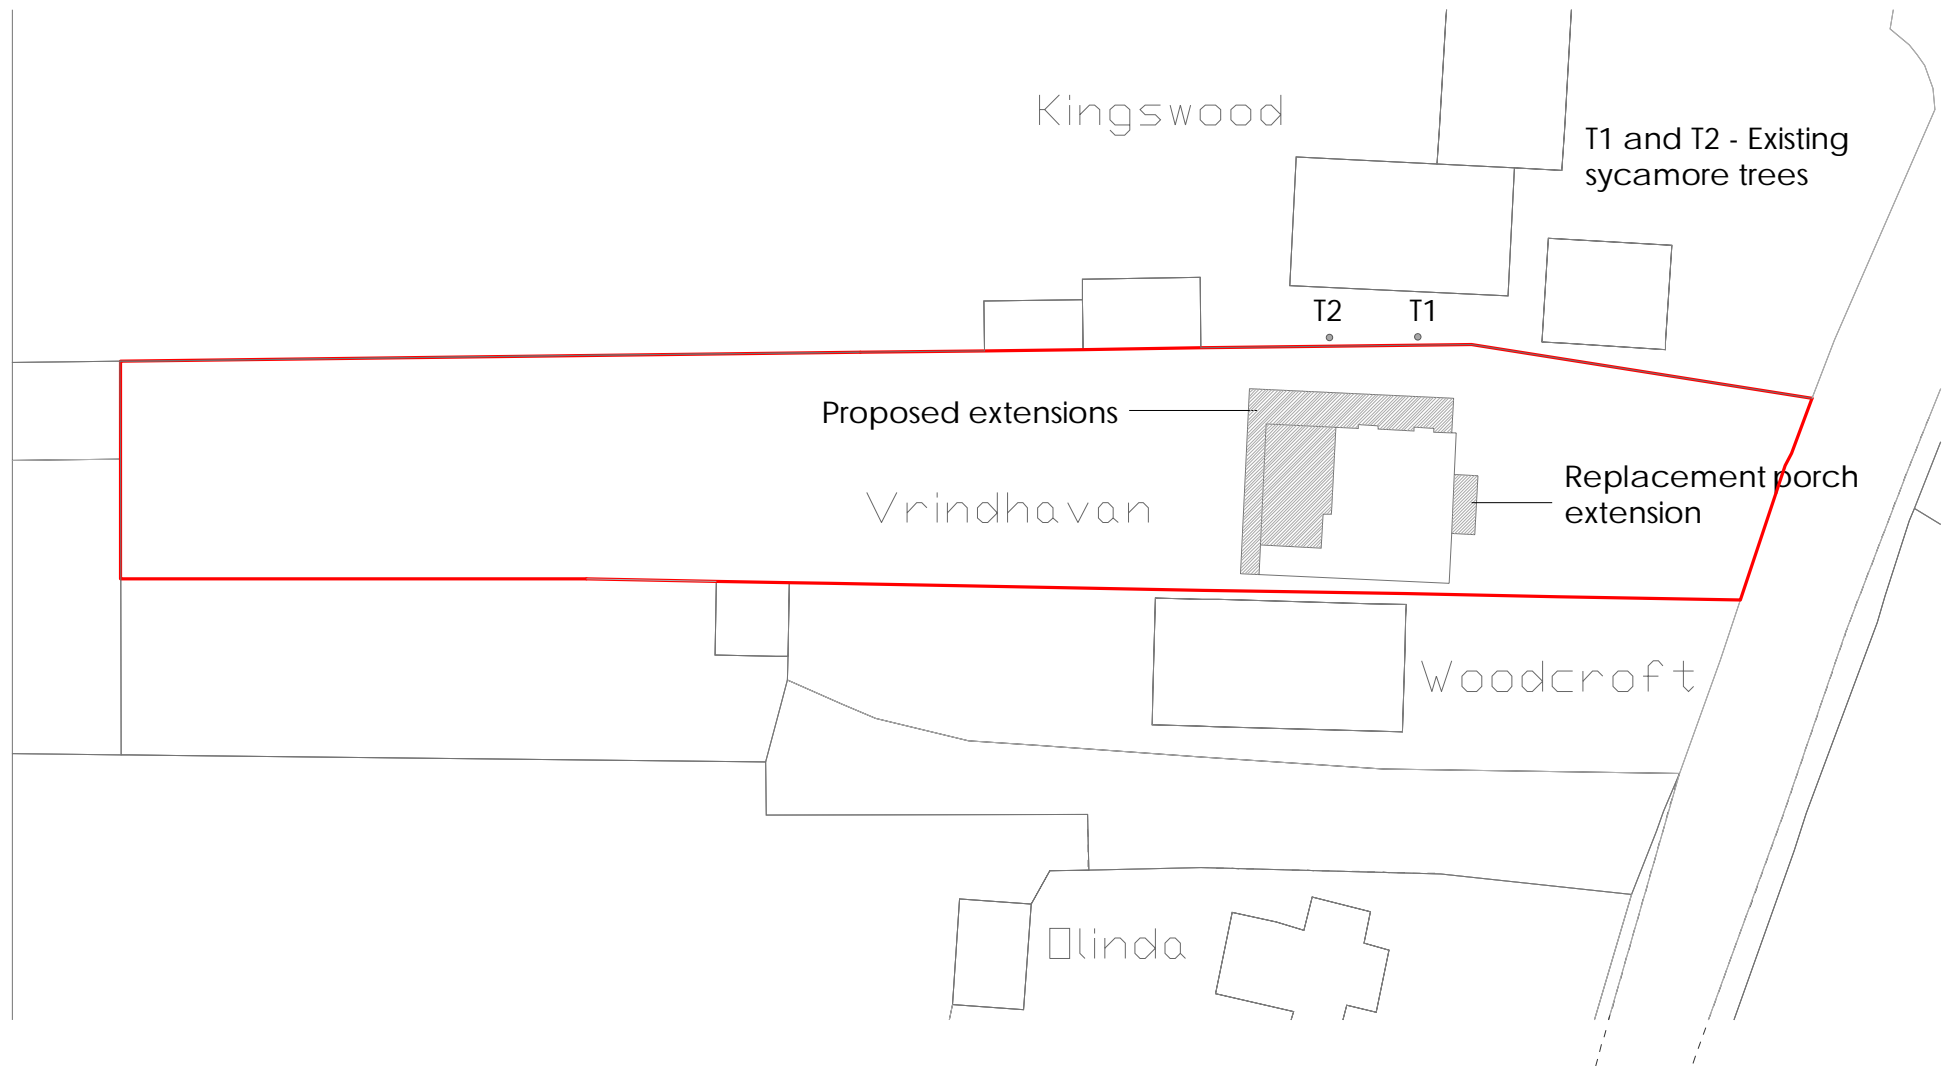 Kingswood
T1 and T2 - Existing
sycamore trees
T2
T1
Proposed extensions
Replacement porch
extension
Vrindhavan
Woodcroft
Olinda